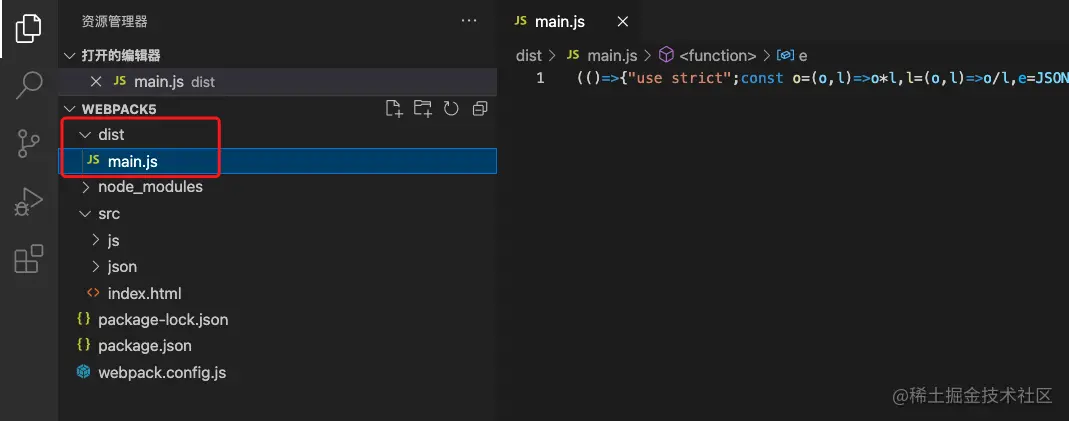 资源管理器
打开的编辑器
JS main.js dist
WEBPACK5
dist
JS main.js
node_modules
src
js
json
<> index.html
{} package-lock.json
{} package.json
webpack.config.js
JS main.js
dist > JS main.js > <function> > e
1 (()=>{"use strict";const o=(o,l)=>o*l,l=(o,l)=>o/l,e=JSON
@稀土掘金技术社区